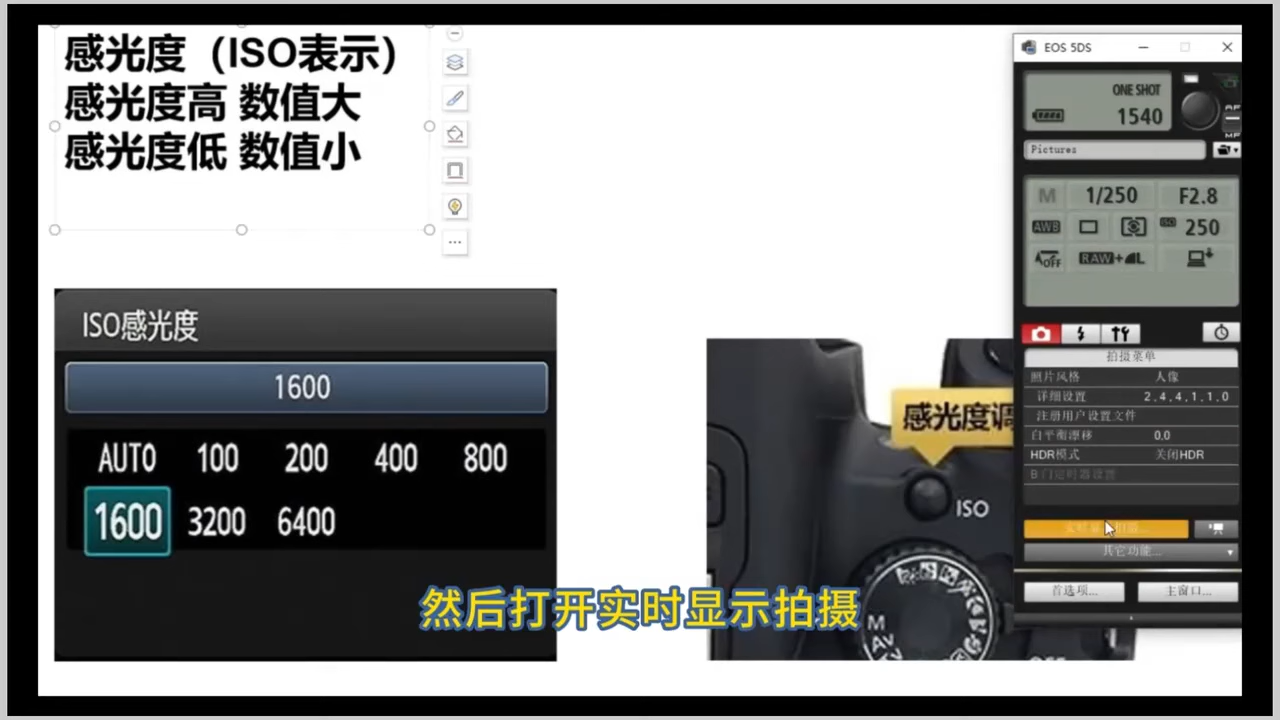 感光度（ISO表示）
感光度高 数值大
感光度低 数值小
ISO感光度
1600
AUTO 100 200 400 800
1600 3200 6400
感光度调
ISO
M
AV
TV
EOS 5DS
ONE SHOT
1540
Pictures
M 1/250 F2.8
AWB ISO 250
OFF RAW+L
拍摄菜单
照片风格 人像
详细设置 2,4,4,1,1,0
注册用户设置文件
白平衡漂移 0,0
HDR模式 关闭HDR
B门定时器设置
其它功能...
首选项... 主窗口...
然后打开实时显示拍摄